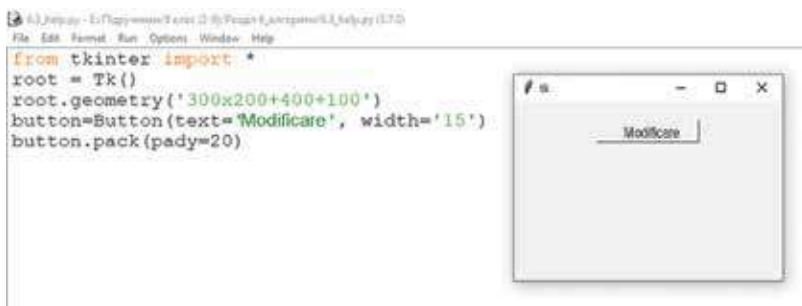 File Edit Format Run Options Window Help
from tkinter import *
root = Tk()
root.geometry('300x200+400+100')
button=Button(text='Modificare', width='15')
button.pack(pady=20)
tk
Modificare